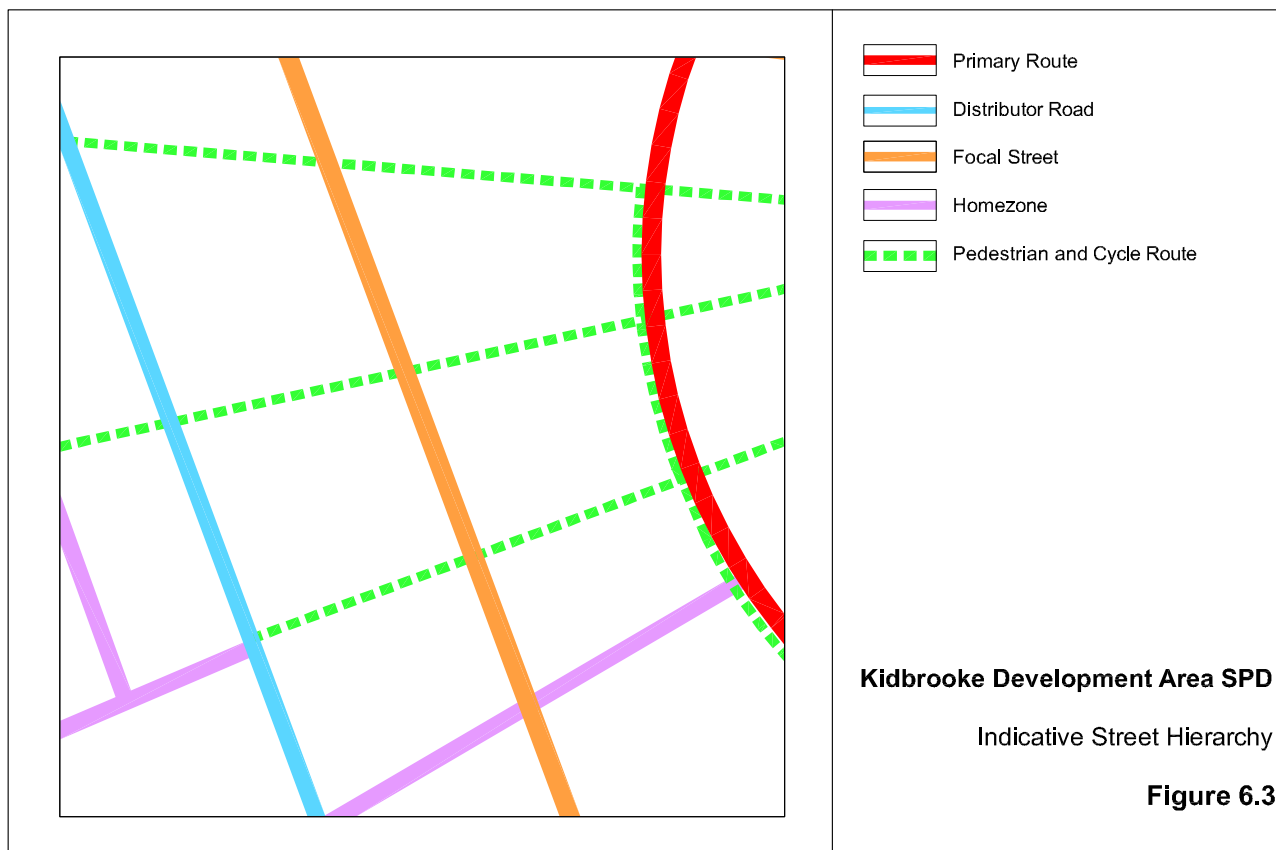 Primary Route
Distributor Road
Focal Street
Homezone
Pedestrian and Cycle Route
Kidbrooke Development Area SPD
Indicative Street Hierarchy
Figure 6.3